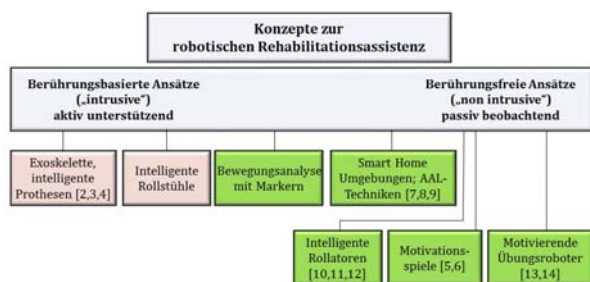 Konzepte zur
robotischen Rehabilitationsassistenz
Berührungsbasierte Ansätze
(„intrusive“)
aktiv unterstützend
Berührungsfreie Ansätze
(„non intrusive“)
passiv beobachtend
Exoskelette,
intelligente
Prothesen [2,3,4]
Intelligente
Rollstühle
Bewegungsanalyse
mit Markern
Smart Home
Umgebungen; AAL-
Techniken [7,8,9]
Intelligente
Rollatoren
[10,11,12]
Motivations-
spiele [5,6]
Motivierende
Übungsroboter
[13,14]